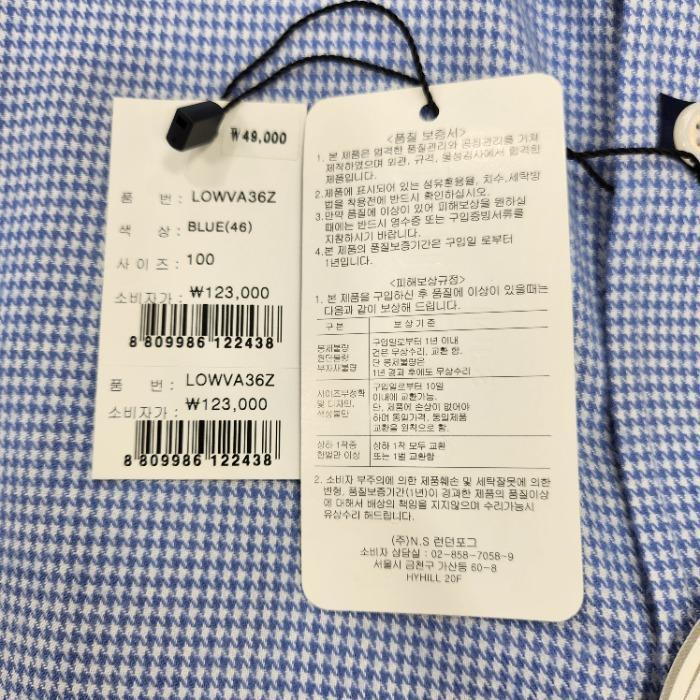 ₩49,000
품 번 : LOWVA36Z
색 상 : BLUE(46)
사 이 즈 : 100
소비자가 : ₩123,000
8 809986 122438
품 번 : LOWVA36Z
소비자가 : ₩123,000
8 809986 122438
<품질 보증서>
1. 본 제품은 엄격한 품질관리와 공정관리를 거쳐
제작하였으며 외관, 규격, 물성검사에서 합격한
제품입니다.
2.제품에 표시되어 있는 섬유혼용율, 치수,세탁방
법을 착용전에 반드시 확인하십시오.
3.만약 품질에 이상이 있어 피해보상을 원하실
때에는 반드시 영수증 또는 구입증빙서류를
지참하시기 바랍니다.
4.본 제품의 품질보증기간은 구입일 로부터
1년입니다.
<피해보상규정>
1. 본 제품을 구입하신 후 품질에 이상이 있을때는
다음과 같이 보상해 드립니다.
구 분 보 상 기 준
봉제불량
원단불량
부자재불량
구입일로부터 1년 이내
건은 무상수리, 교환 함.
단 봉제불량은
1년 경과 후에도 무상수리
사이즈부정확
및 디자인,
색상불만
구입일로부터 10일
이내에 교환가능.
단, 제품에 손상이 없어야
하며 동일가격, 동일제품
교환을 원칙으로 함.
상하 1착중
한벌만 이상
상하 1착 모두 교환
또는 1벌 교환함
2. 소비자 부주의에 의한 제품훼손 및 세탁잘못에 의한
변형, 품질보증기간(1년)이 경과한 제품의 품질이상
에 대해서 배상의 책임을 지지않으며 수리가능시
유상수리 해드립니다.
(주)N.S 런던포그
소비자 상담실 : 02-858-7058~9
서울시 금천구 가산동 60-8
HYHILL 20F